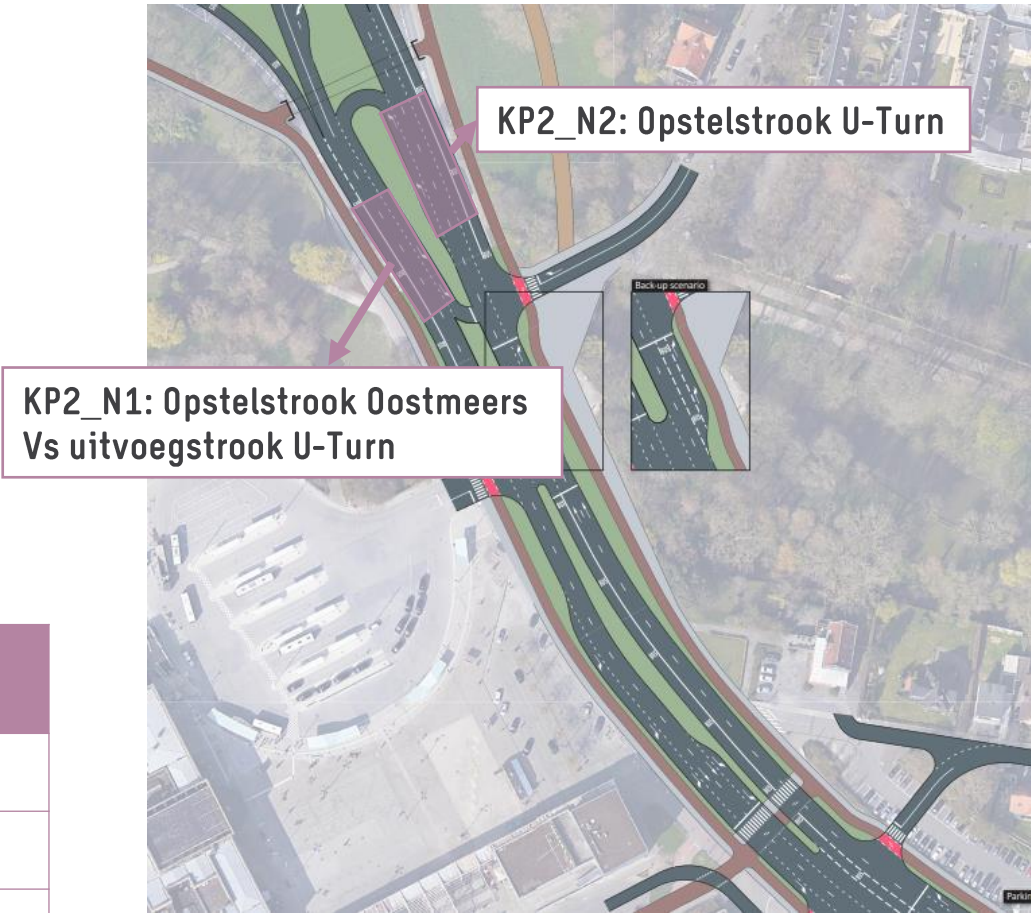 KP2_N2: Opstelstrook U-Turn
Back-up scenario
KP2_N1: Opstelstrook Oostmeers
Vs uitvoegstrook U-Turn